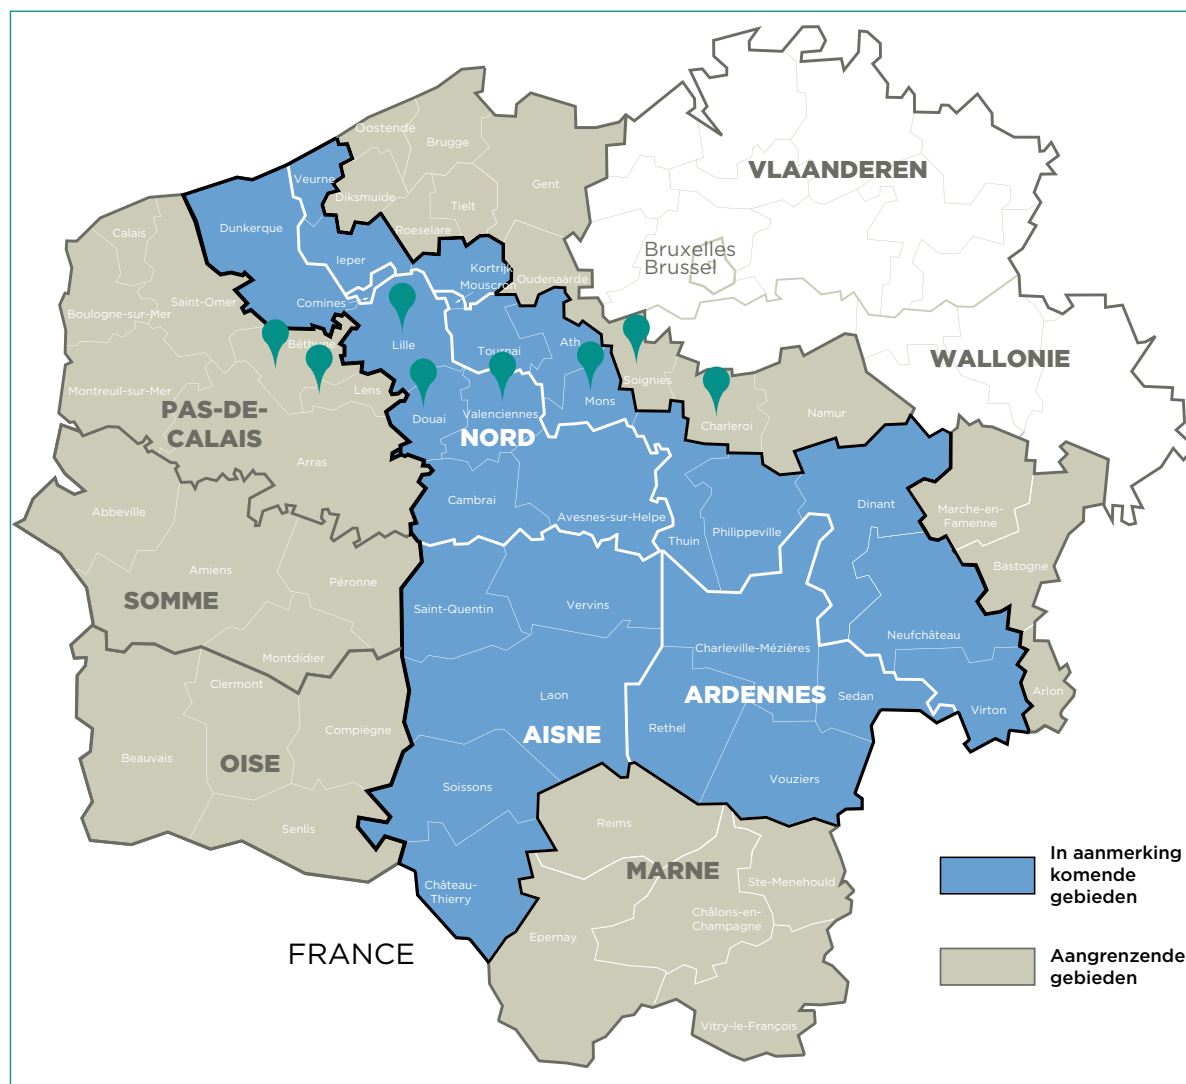 Oostende
Brugge
VLAANDEREN
Veurne
Gent
Diksmuide
Tielt
Calais
Dunkerque
Roeselare
Bruxelles
Brussel
Ieper
Kortrijk
Oudenaarde
Mouscron
Saint-Omer
Comines
Boulogne-sur-Mer
Béthune
Lille
Tournai
Ath
WALLONIE
Soignies
Montreuil-sur-Mer
Lens
Mons
PAS-DE-
CALAIS
Douai
Valenciennes
Charleroi
Namur
NORD
Arras
Cambrai
Dinant
Abbeville
Avesnes-sur-Helpe
Marche-en-
Famenne
Thuin
Philippeville
Amiens
Péronne
Bastogne
SOMME
Saint-Quentin
Vervins
Neufchâteau
Montdidier
Charleville-Mézières
Clermont
Laon
ARDENNES
Sedan
Arlon
Virton
Compiègne
Rethel
AISNE
Beauvais
OISE
Soissons
Vouziers
Senlis
Reims
MARNE
Château-
Thierry
Ste-Menehould
Châlons-en-
Champagne
Epernay
FRANCE
Vitry-le-François
In aanmerking
komende
gebieden
Aangrenzende
gebieden